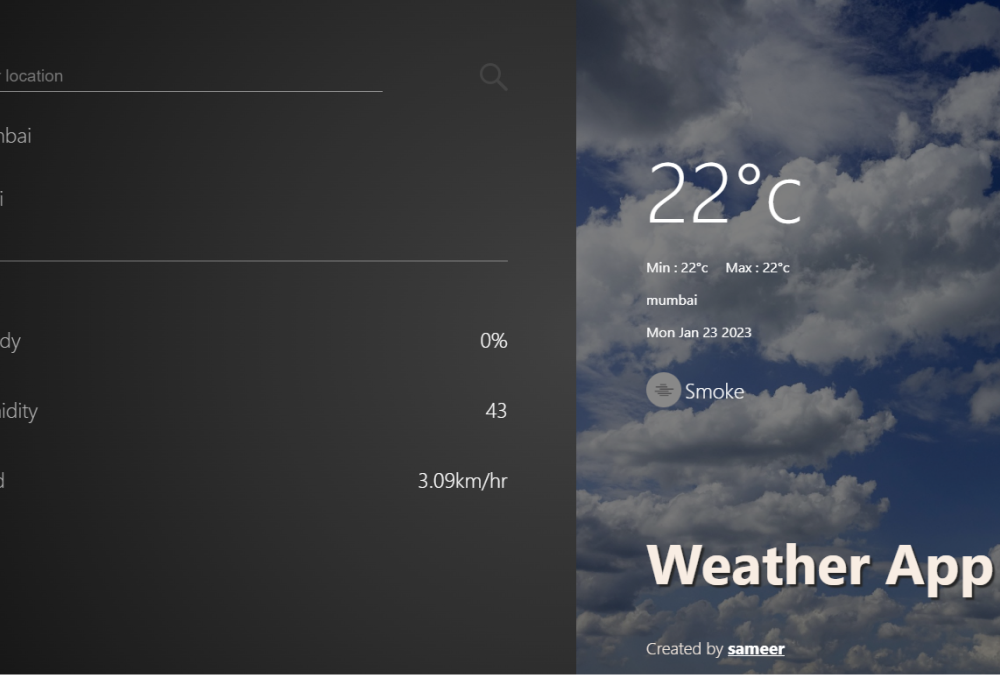 location
nbai
i
dy 0%
idity 43
d 3.09km/hr
22°c
Min : 22°c Max : 22°c
mumbai
Mon Jan 23 2023
Smoke
Weather App
Created by sameer